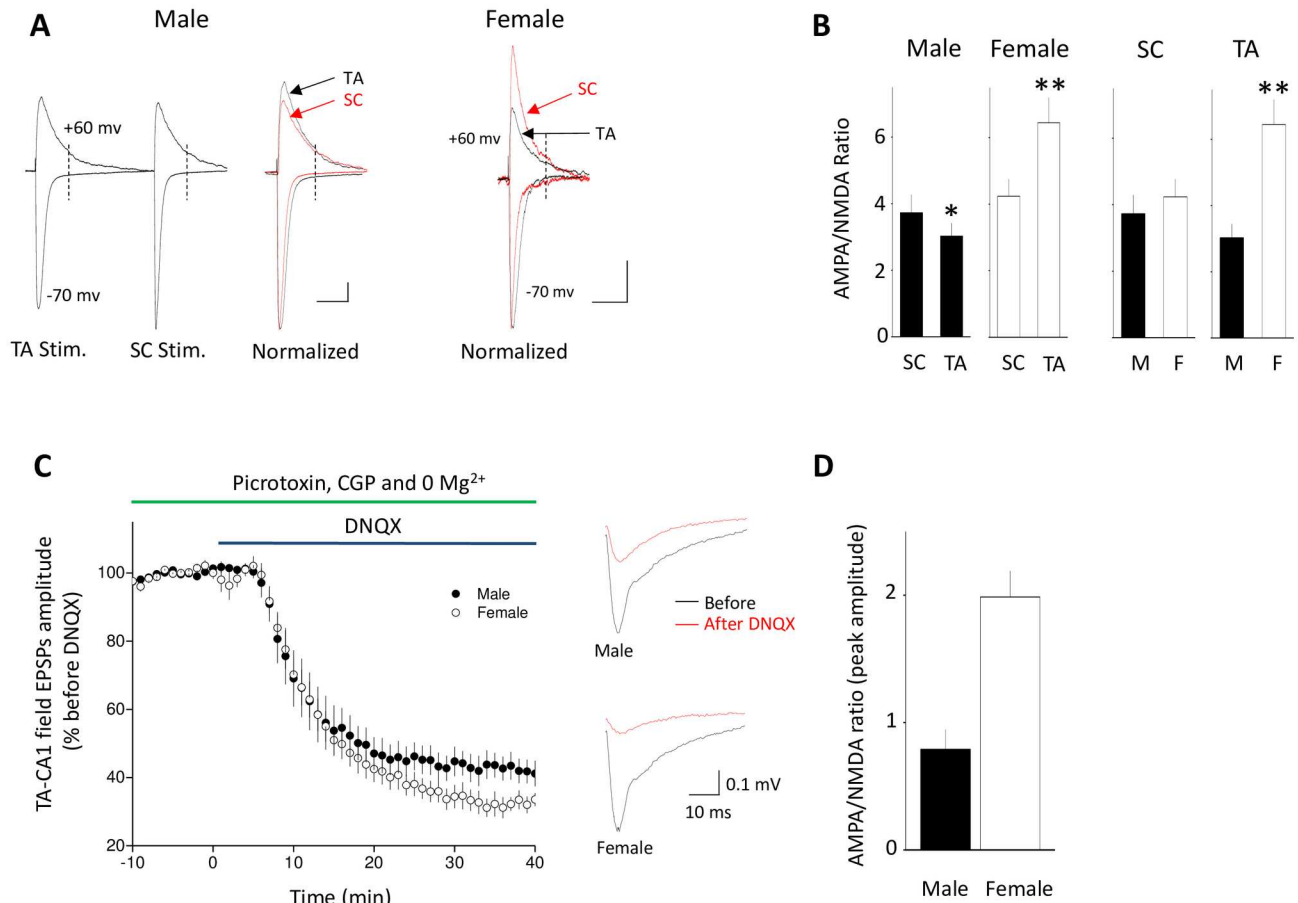 A
Male
Female
TA
SC
+60 mv
-70 mv
TA Stim.
SC Stim.
Normalized
SC
TA
+60 mv
-70 mv
Normalized
B
Male
Female
SC
TA
AMPA/NMDA Ratio
6
4
2
0
*
**
**
SC
TA
SC
TA
M
F
M
F
C
Picrotoxin, CGP and 0 Mg2+
DNQX
TA-CA1 field EPSPs amplitude
(% before DNQX)
100
80
60
40
20
-10
0
10
20
30
40
Time (min)
Male
Female
Before
After DNQX
Male
Female
0.1 mV
10 ms
D
AMPA/NMDA ratio (peak amplitude)
2
1
0
Male
Female